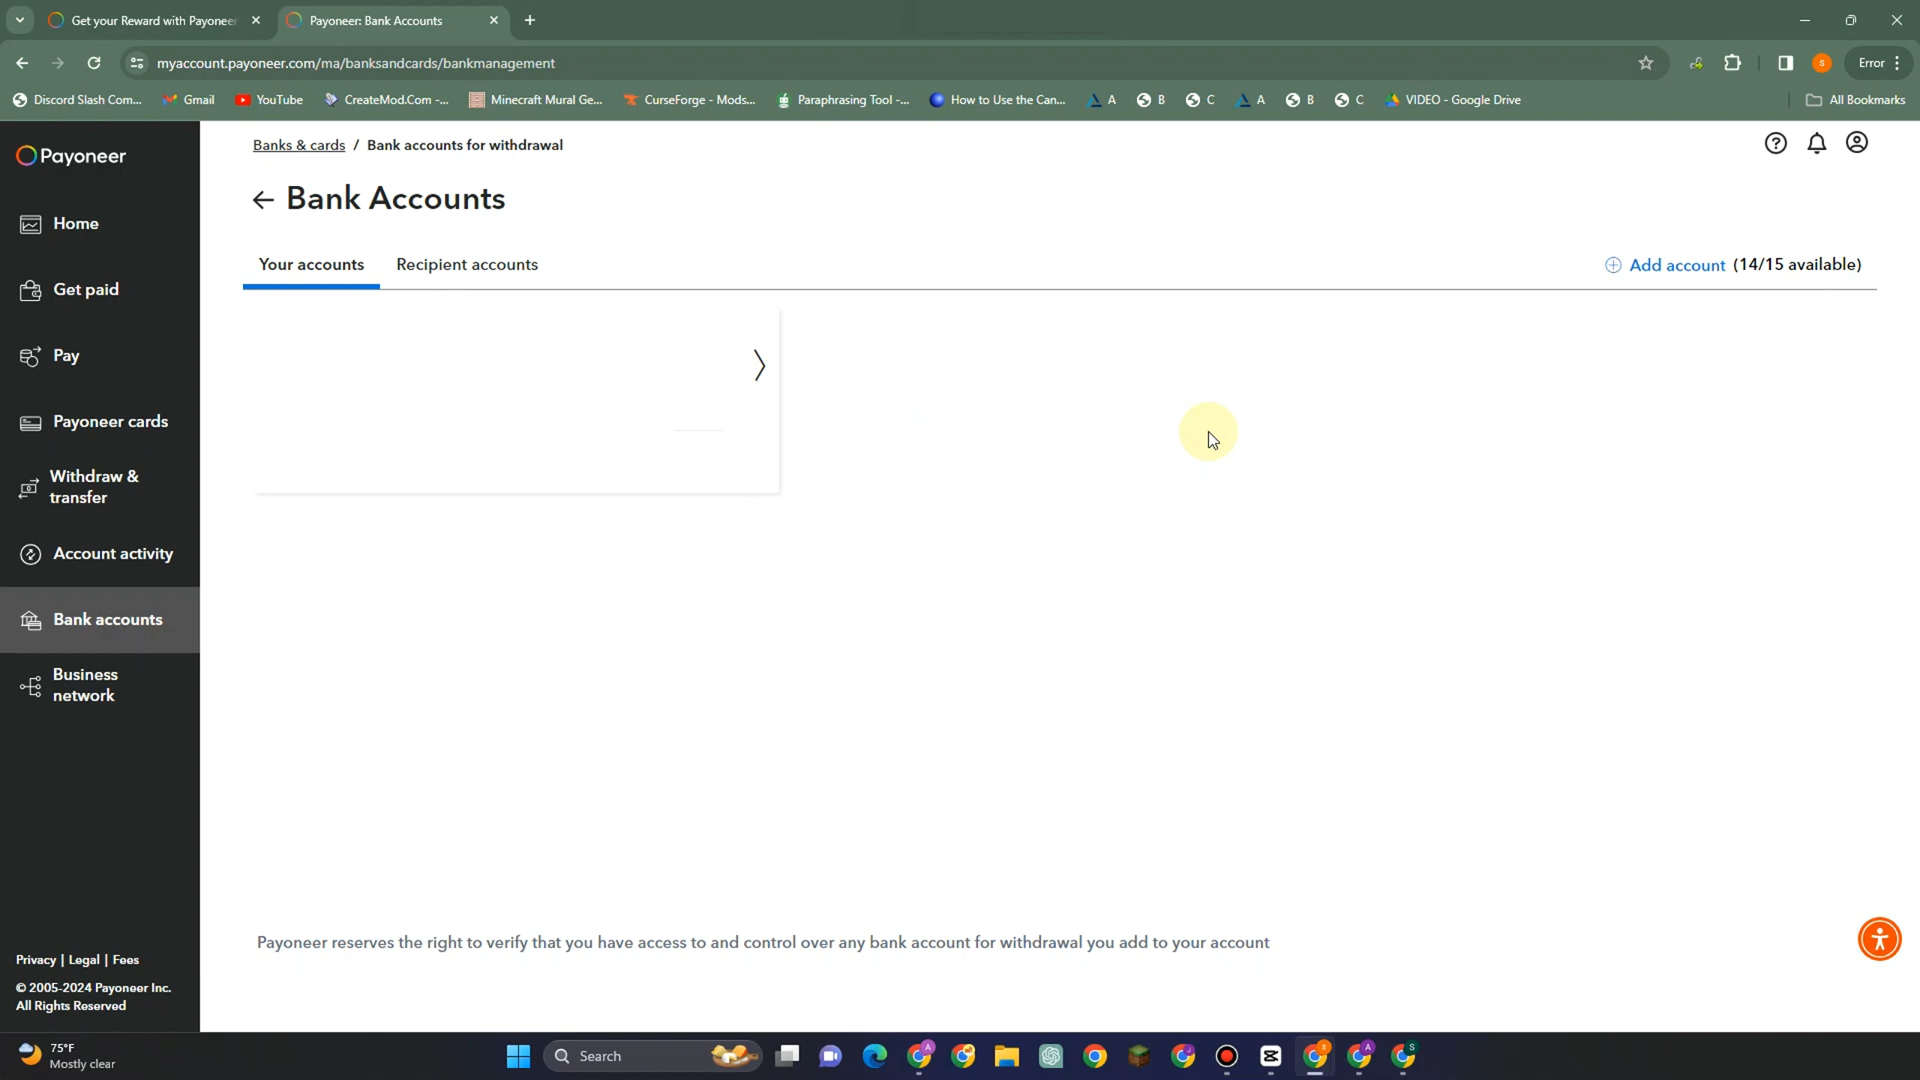 Get your Reward with Payoneer
Payoneer: Bank Accounts
myaccount.payoneer.com/ma/banksandcards/bankmanagement
Error
Discord Slash Com...
Gmail
YouTube
CreateMod.Com -...
Minecraft Mural Ge...
CurseForge - Mods...
Paraphrasing Tool -...
How to Use the Can...
A
B
C
A
B
C
VIDEO - Google Drive
All Bookmarks
Payoneer
Home
Get paid
Pay
Payoneer cards
Withdraw &
transfer
Account activity
Bank accounts
Business
network
Privacy | Legal | Fees
© 2005-2024 Payoneer Inc.
All Rights Reserved
Banks & cards / Bank accounts for withdrawal
← Bank Accounts
Your accounts
Recipient accounts
Add account (14/15 available)
Payoneer reserves the right to verify that you have access to and control over any bank account for withdrawal you add to your account
75°F
Mostly clear
Search